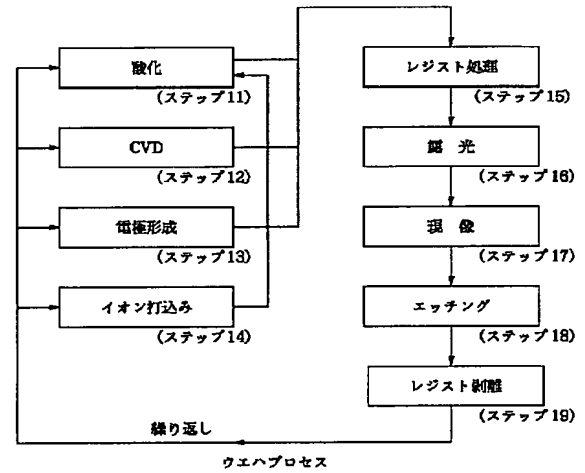 酸化
(ステップ11)
CVD
(ステップ12)
電極形成
(ステップ13)
イオン打込み
(ステップ14)
レジスト処理
(ステップ15)
露 光
(ステップ16)
現 像
(ステップ17)
エッチング
(ステップ18)
レジスト剥離
(ステップ19)
繰り返し
ウエハプロセス